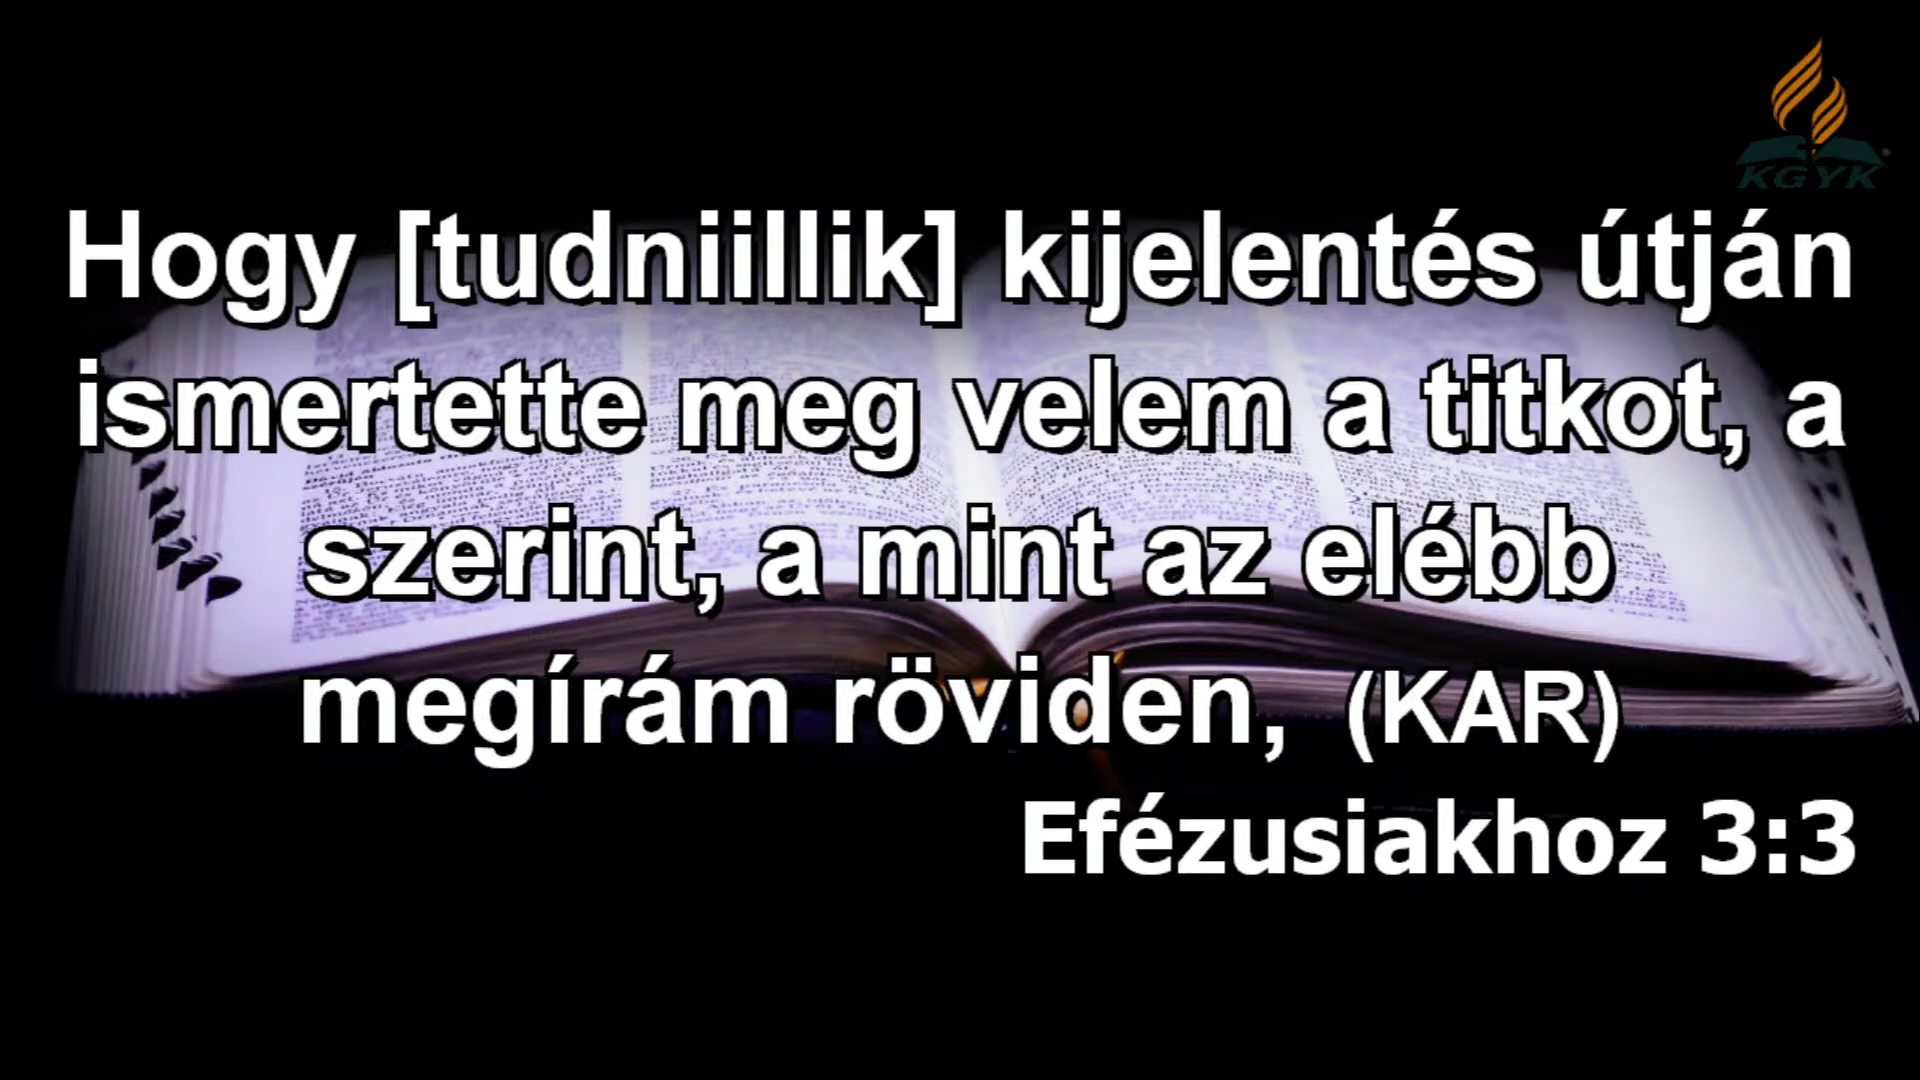 KGYK
Hogy [tudniillik] kijelentés útján
ismertette meg velem a titkot, a
szerint, a mint az elébb
megírám röviden, (KAR)
Efézusiakhoz 3:3